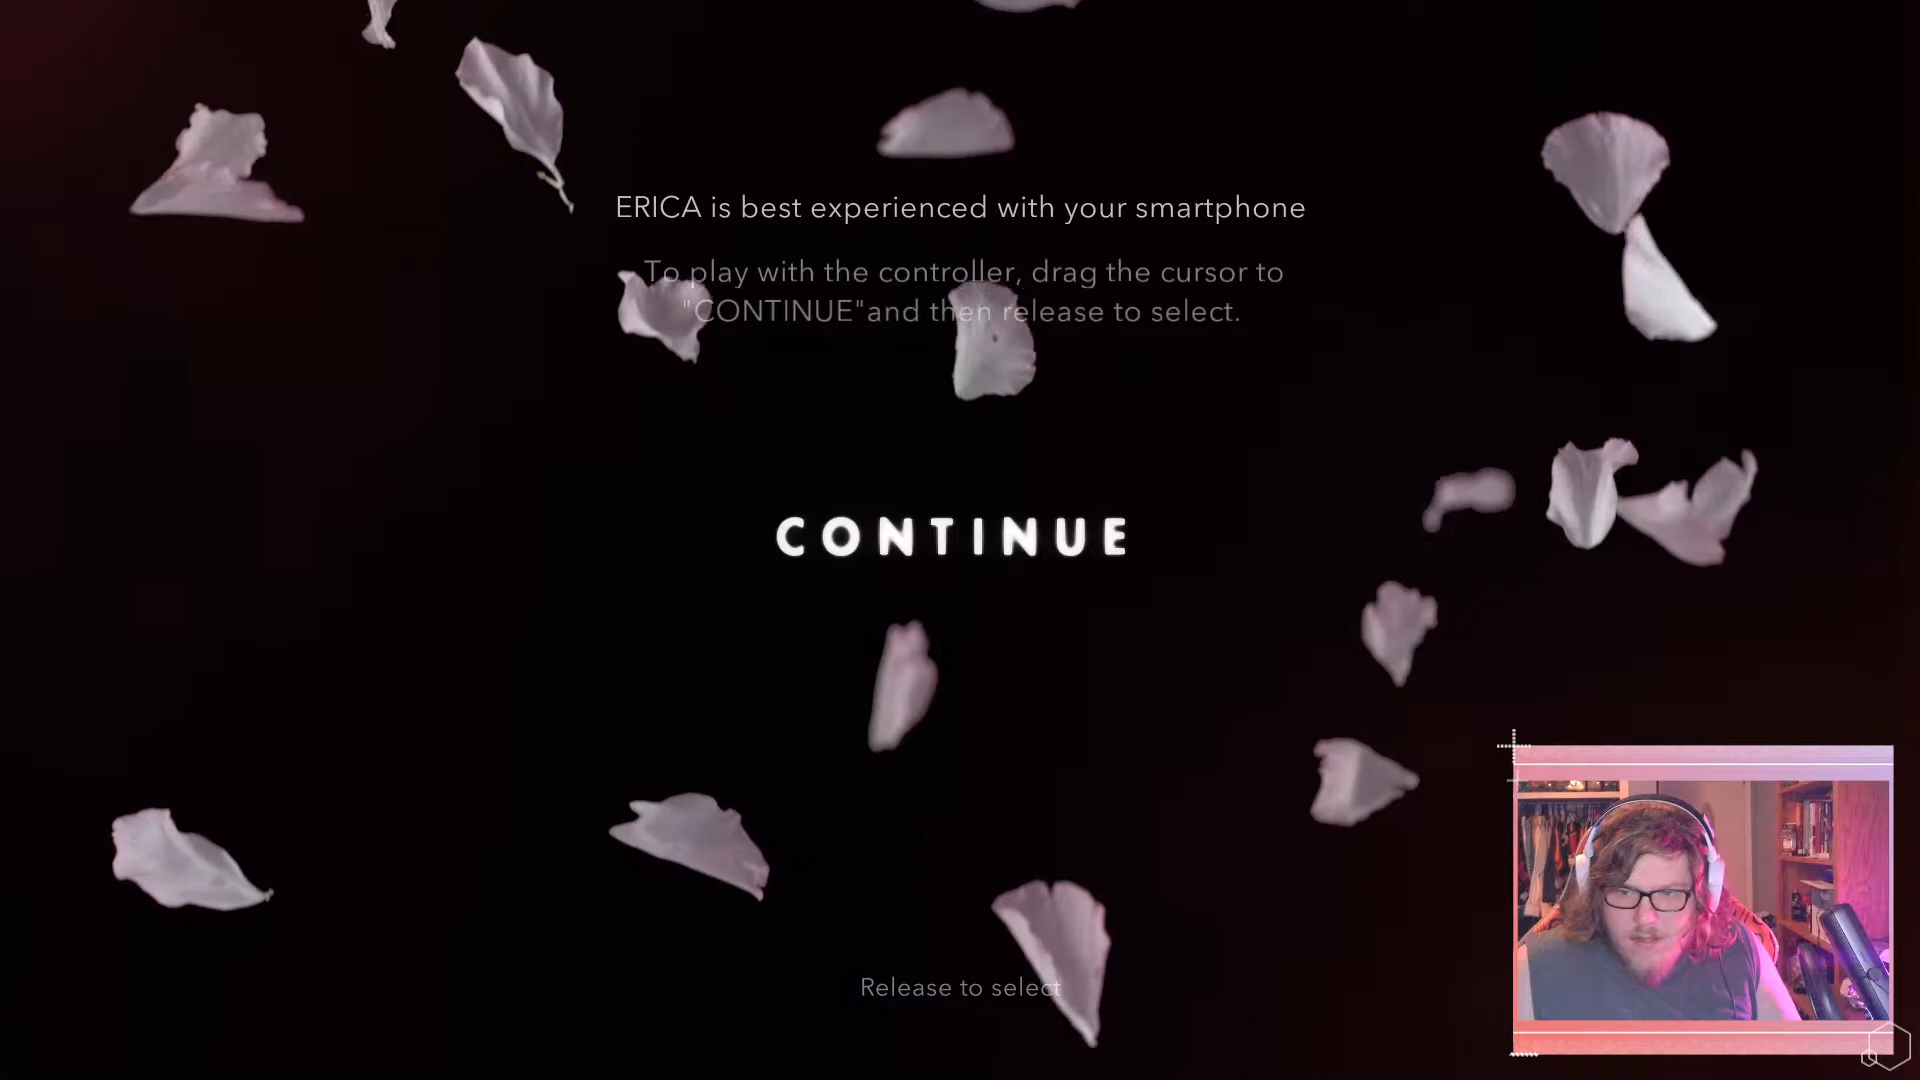 ERICA is best experienced with your smartphone
To play with the controller, drag the cursor to
"CONTINUE"and then release to select.
CONTINUE
Release to select